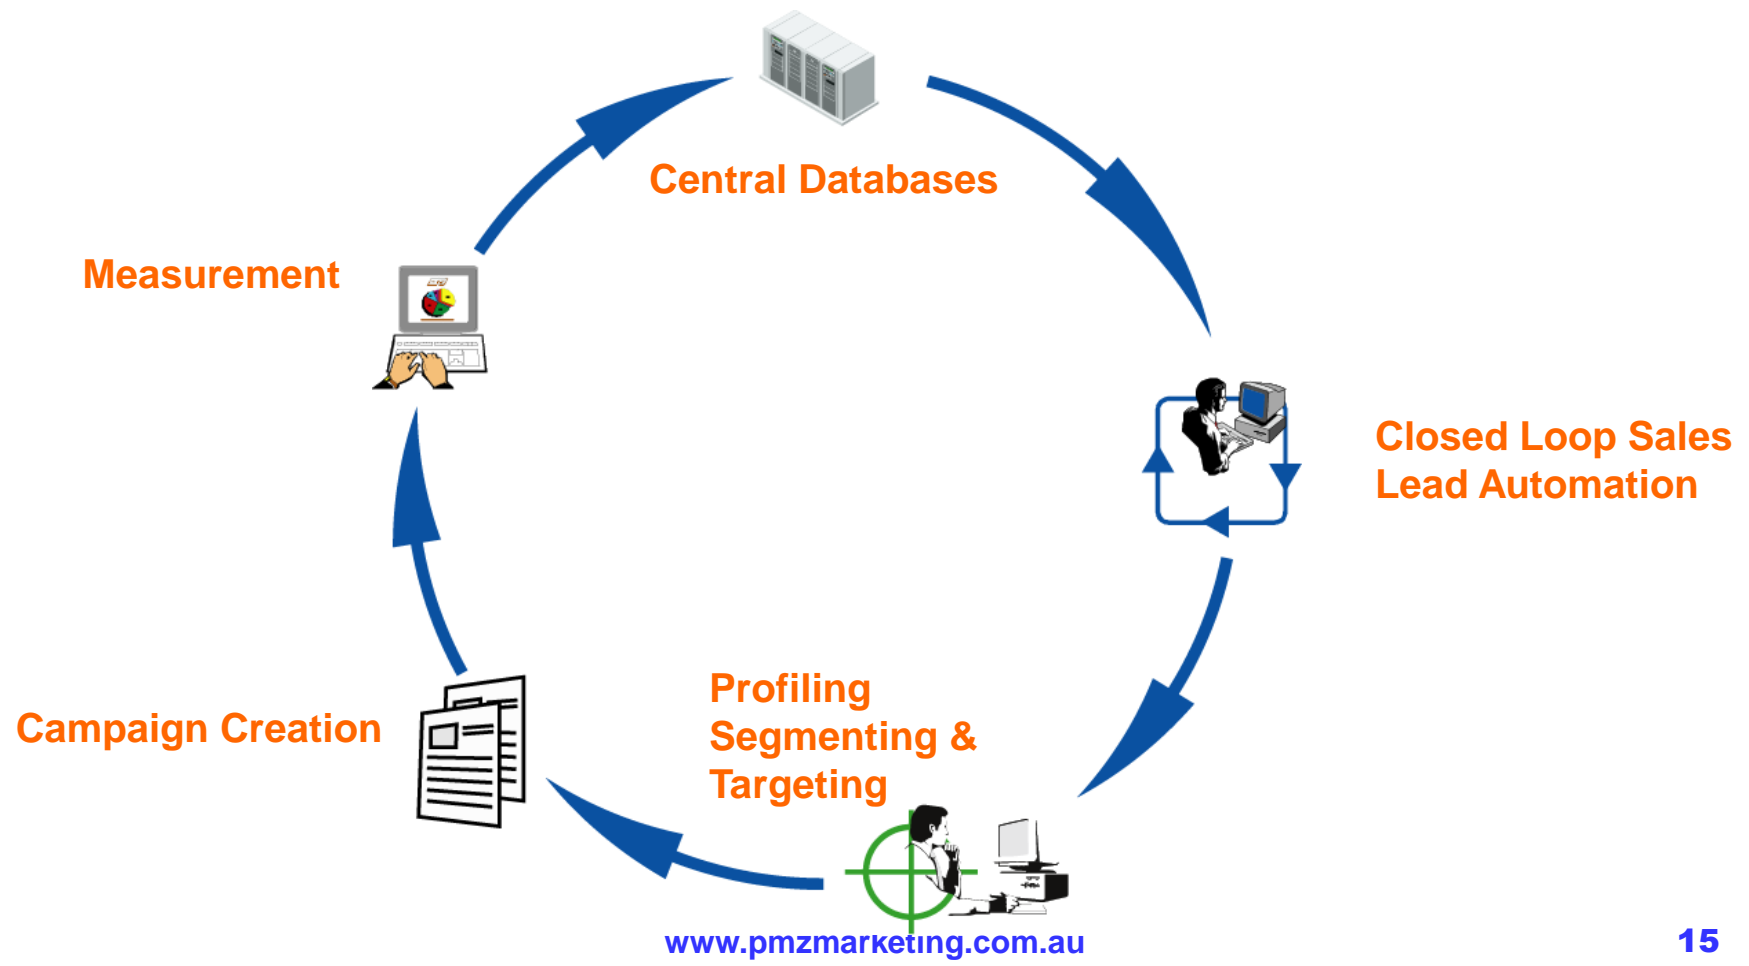 Central Databases
Measurement
Closed Loop Sales
Lead Automation
Profiling
Segmenting &
Targeting
Campaign Creation
www.pmzmarketing.com.au
15